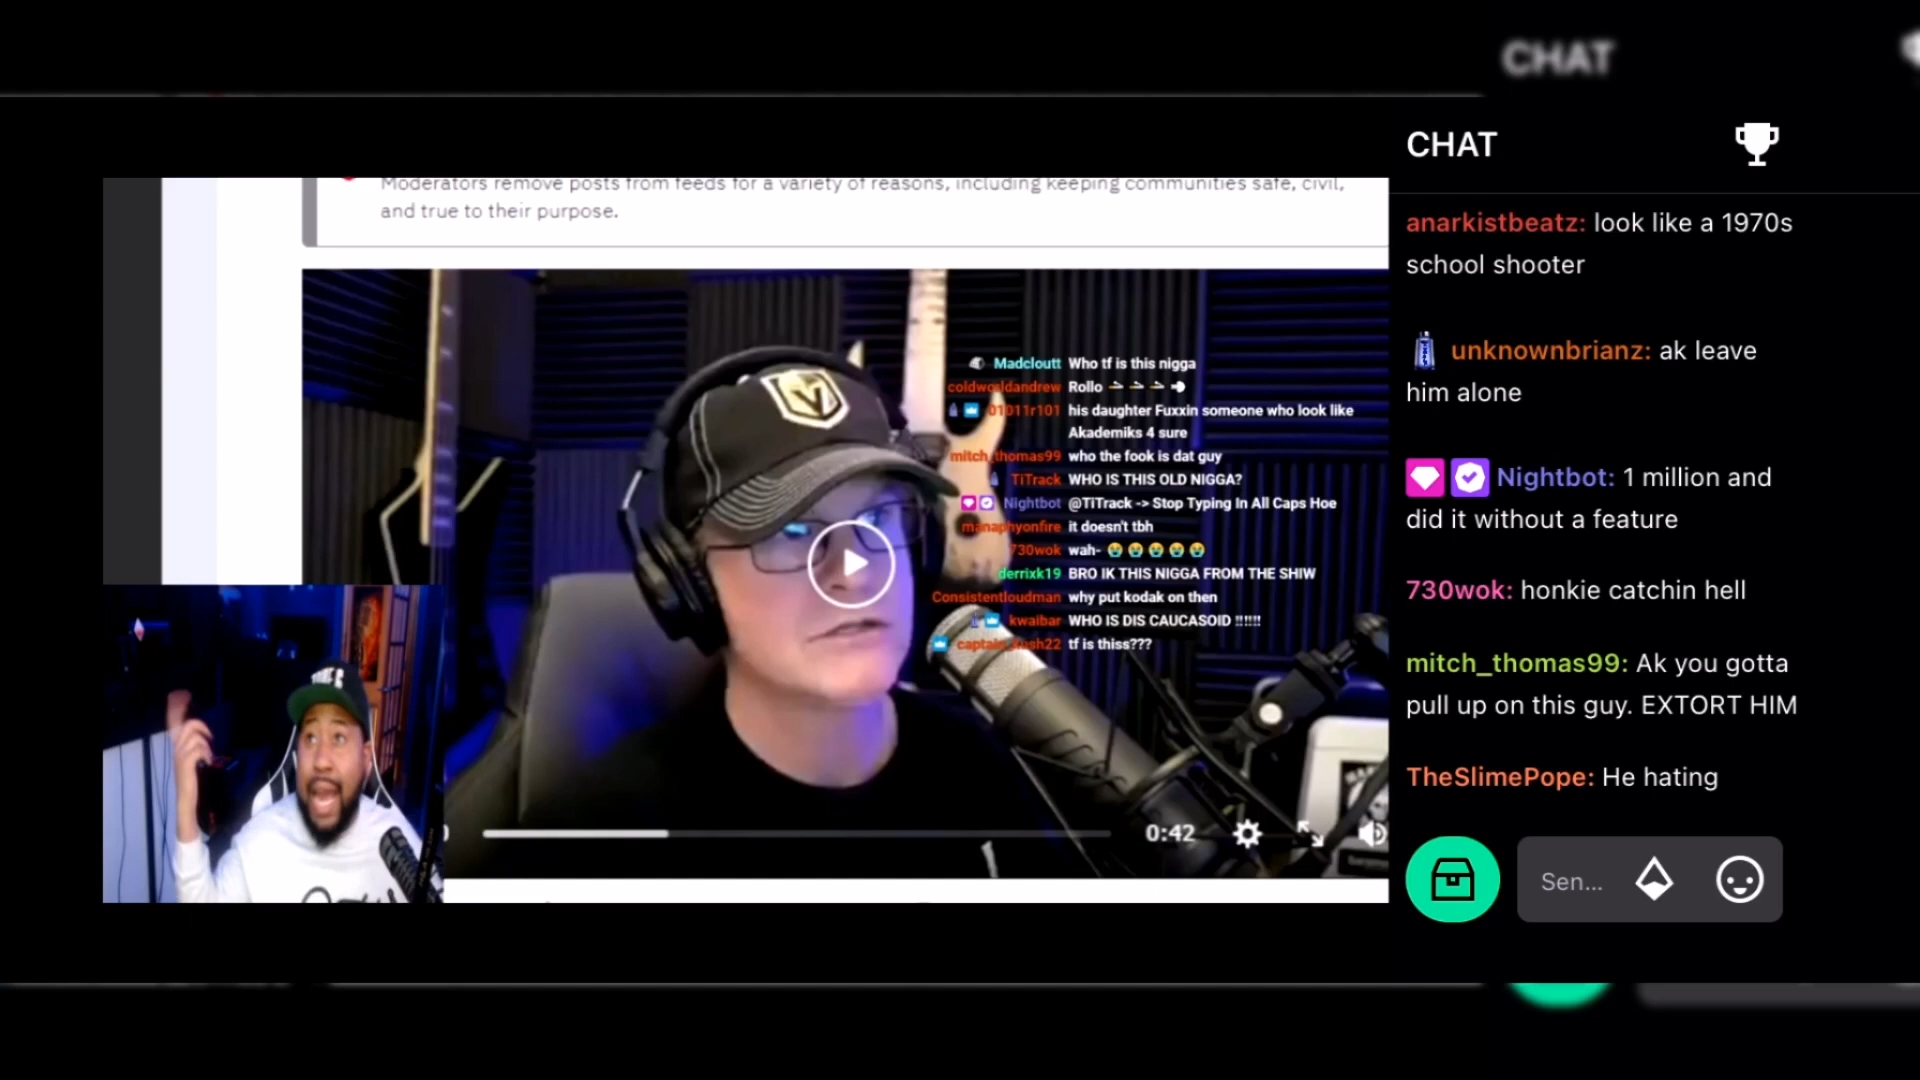 CHAT
CHAT
Moderators remove posts from feeds for a variety of reasons, including keeping communities safe, civil,
and true to their purpose.
Madcloutt Who tf is this nigga
coldworldandrew Rollo
01011r101 his daughter Fuxxin someone who look like
Akademiks 4 sure
mitch_thomas99 who the fook is dat guy
TiTrack WHO IS THIS OLD NIGGA?
Nightbot @TiTrack -> Stop Typing In All Caps Hoe
manaphyonfire it doesn't tbh
730wok wah- 😭😭😭😭😭
derrixk19 BRO IK THIS NIGGA FROM THE SHIW
Consistentloudman why put kodak on then
kwaibar WHO IS DIS CAUCASOID !!!!!!
captain_kush22 tf is thiss???
0:42
anarkistbeatz: look like a 1970s
school shooter
unknownbrianz: ak leave
him alone
Nightbot: 1 million and
did it without a feature
730wok: honkie catchin hell
mitch_thomas99: Ak you gotta
pull up on this guy. EXTORT HIM
TheSlimePope: He hating
Sen...